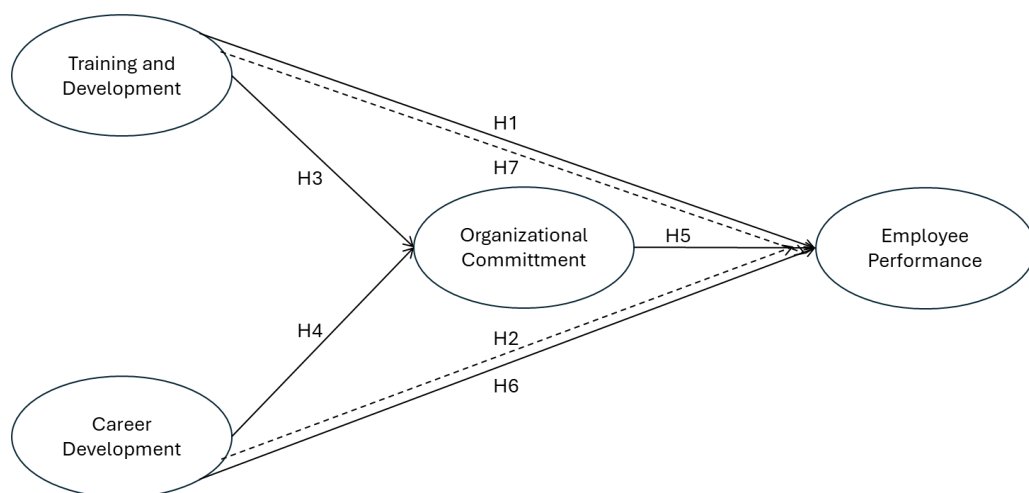 Training and
Development
H1
H7
H3
Organizational
Committment
H5
Employee
Performance
H4
H2
H6
Career
Development